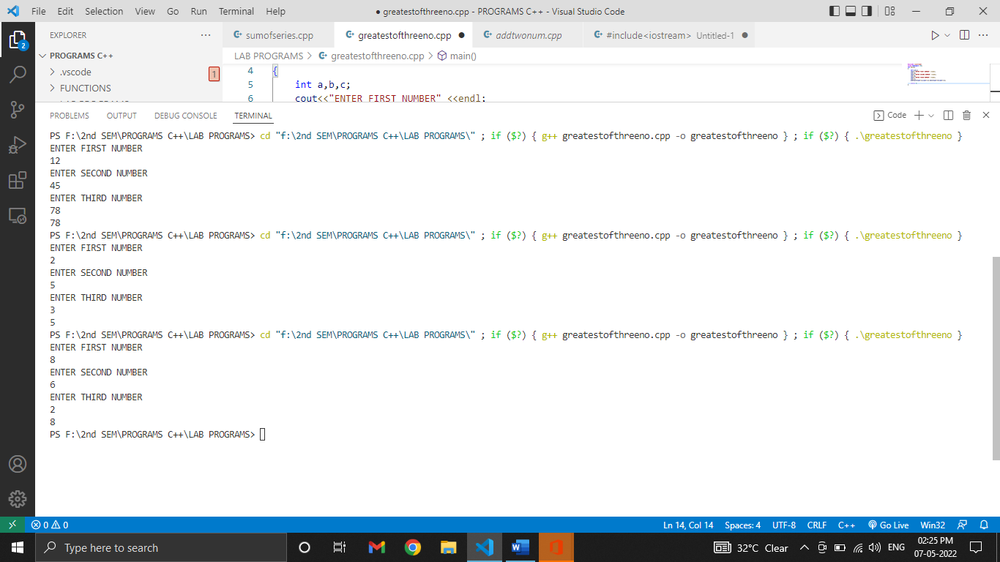 File Edit Selection View Go Run Terminal Help
● greatestofthreeno.cpp - PROGRAMS C++ - Visual Studio Code
2
EXPLORER
PROGRAMS C++
.vscode
1
FUNCTIONS
sumofseries.cpp greatestofthreeno.cpp ● addtwonum.cpp #include<iostream> Untitled-1 ●
LAB PROGRAMS > greatestofthreeno.cpp > main()
4 {
5 int a,b,c;
6 cout<<"ENTER FIRST NUMBER" <<endl;
PROBLEMS OUTPUT DEBUG CONSOLE TERMINAL
Code
PS F:\2nd SEM\PROGRAMS C++\LAB PROGRAMS> cd "f:\2nd SEM\PROGRAMS C++\LAB PROGRAMS\" ; if ($?) { g++ greatestofthreeno.cpp -o greatestofthreeno } ; if ($?) { .\greatestofthreeno }
ENTER FIRST NUMBER
12
ENTER SECOND NUMBER
45
ENTER THIRD NUMBER
78
78
PS F:\2nd SEM\PROGRAMS C++\LAB PROGRAMS> cd "f:\2nd SEM\PROGRAMS C++\LAB PROGRAMS\" ; if ($?) { g++ greatestofthreeno.cpp -o greatestofthreeno } ; if ($?) { .\greatestofthreeno }
ENTER FIRST NUMBER
2
ENTER SECOND NUMBER
5
ENTER THIRD NUMBER
3
5
PS F:\2nd SEM\PROGRAMS C++\LAB PROGRAMS> cd "f:\2nd SEM\PROGRAMS C++\LAB PROGRAMS\" ; if ($?) { g++ greatestofthreeno.cpp -o greatestofthreeno } ; if ($?) { .\greatestofthreeno }
ENTER FIRST NUMBER
8
ENTER SECOND NUMBER
6
ENTER THIRD NUMBER
2
8
PS F:\2nd SEM\PROGRAMS C++\LAB PROGRAMS>
0 0 Ln 14, Col 14 Spaces: 4 UTF-8 CRLF C++ Go Live Win32
Type here to search
32°C Clear
ENG
02:25 PM
07-05-2022